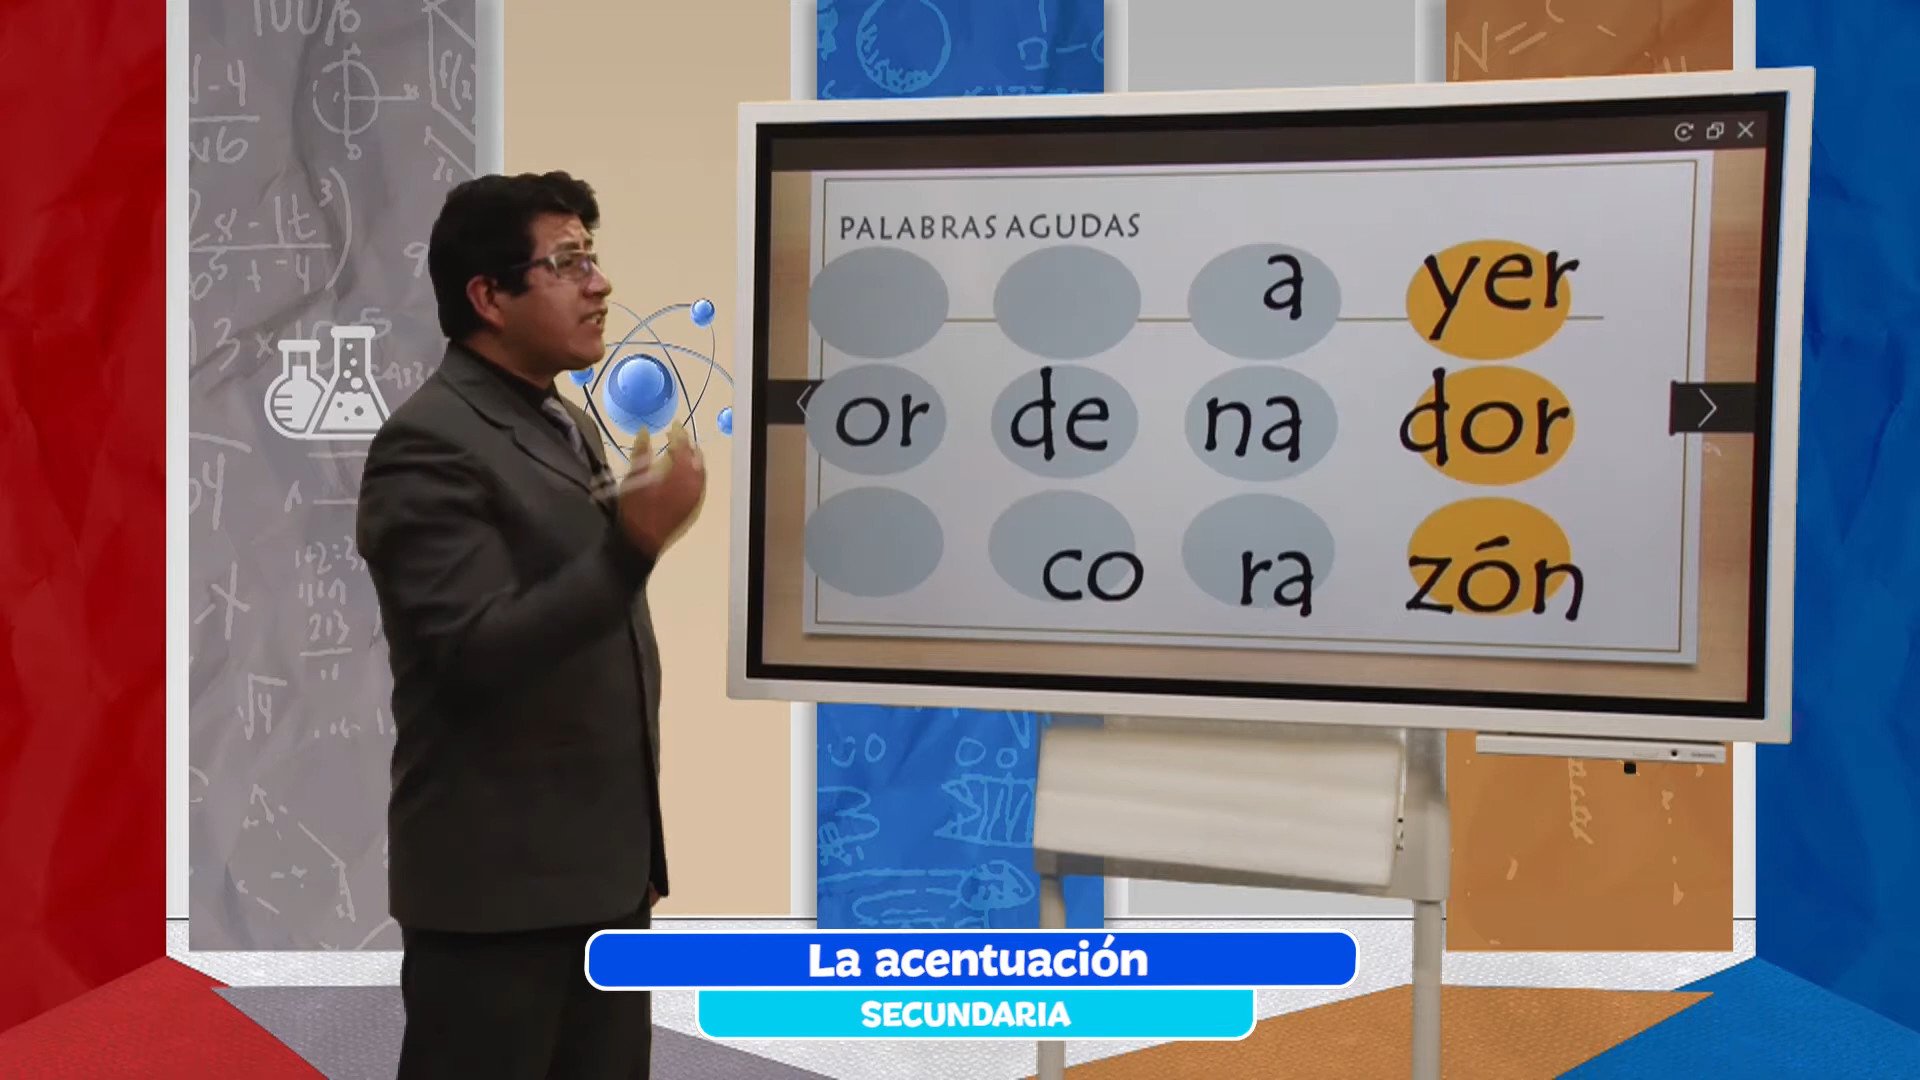 PALABRAS AGUDAS
a yer
or de na dor
co ra zón
La acentuación
SECUNDARIA